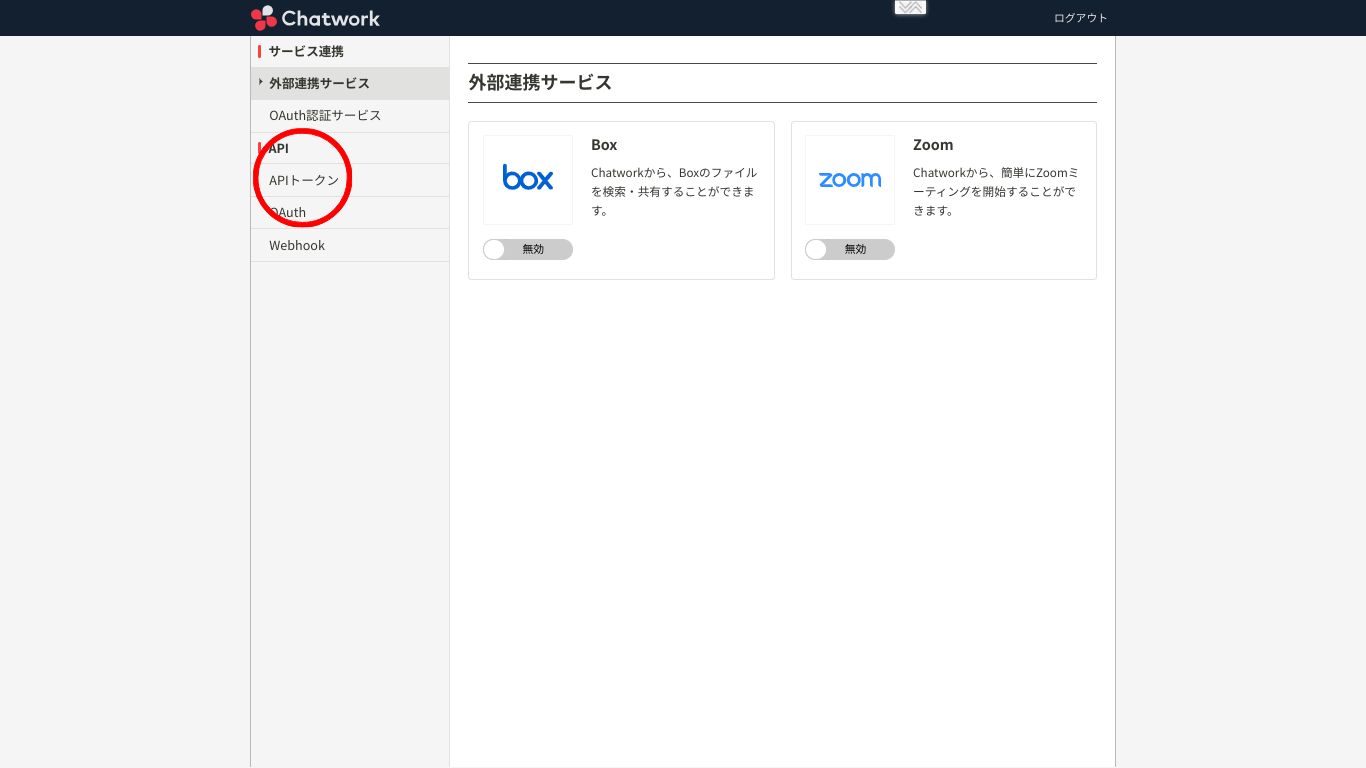 Chatwork
ログアウト
サービス連携
外部連携サービス
OAuth認証サービス
API
APIトークン
OAuth
Webhook
外部連携サービス
box
Box
Chatworkから、Boxのファイル
を検索・共有することができま
す。
無効
zoom
Zoom
Chatworkから、簡単にZoomミ
ーティングを開始することがで
きます。
無効